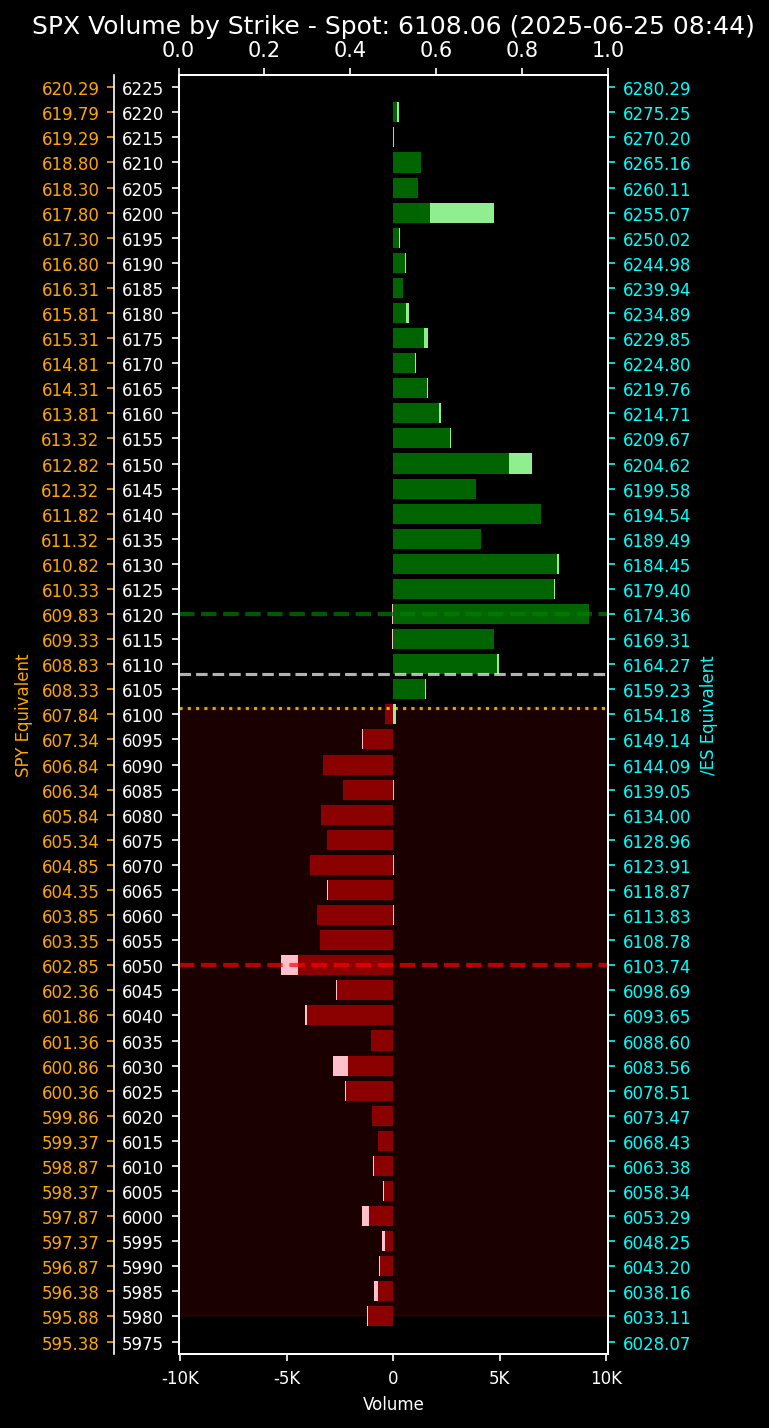 SPX Volume by Strike - Spot: 6108.06 (2025-06-25 08:44)
0.0 0.2 0.4 0.6 0.8 1.0
620.29 6225 6280.29
619.79 6220 6275.25
619.29 6215 6270.20
618.80 6210 6265.16
618.30 6205 6260.11
617.80 6200 6255.07
617.30 6195 6250.02
616.80 6190 6244.98
616.31 6185 6239.94
615.81 6180 6234.89
615.31 6175 6229.85
614.81 6170 6224.80
614.31 6165 6219.76
613.81 6160 6214.71
613.32 6155 6209.67
612.82 6150 6204.62
612.32 6145 6199.58
611.82 6140 6194.54
611.32 6135 6189.49
610.82 6130 6184.45
610.33 6125 6179.40
609.83 6120 6174.36
609.33 6115 6169.31
608.83 6110 6164.27
608.33 6105 6159.23
607.84 6100 6154.18
607.34 6095 6149.14
606.84 6090 6144.09
606.34 6085 6139.05
605.84 6080 6134.00
605.34 6075 6128.96
604.85 6070 6123.91
604.35 6065 6118.87
603.85 6060 6113.83
603.35 6055 6108.78
602.85 6050 6103.74
602.36 6045 6098.69
601.86 6040 6093.65
601.36 6035 6088.60
600.86 6030 6083.56
600.36 6025 6078.51
599.86 6020 6073.47
599.37 6015 6068.43
598.87 6010 6063.38
598.37 6005 6058.34
597.87 6000 6053.29
597.37 5995 6048.25
596.87 5990 6043.20
596.38 5985 6038.16
595.88 5980 6033.11
595.38 5975 6028.07
SPY Equivalent
/ES Equivalent
-10K -5K 0 5K 10K
Volume